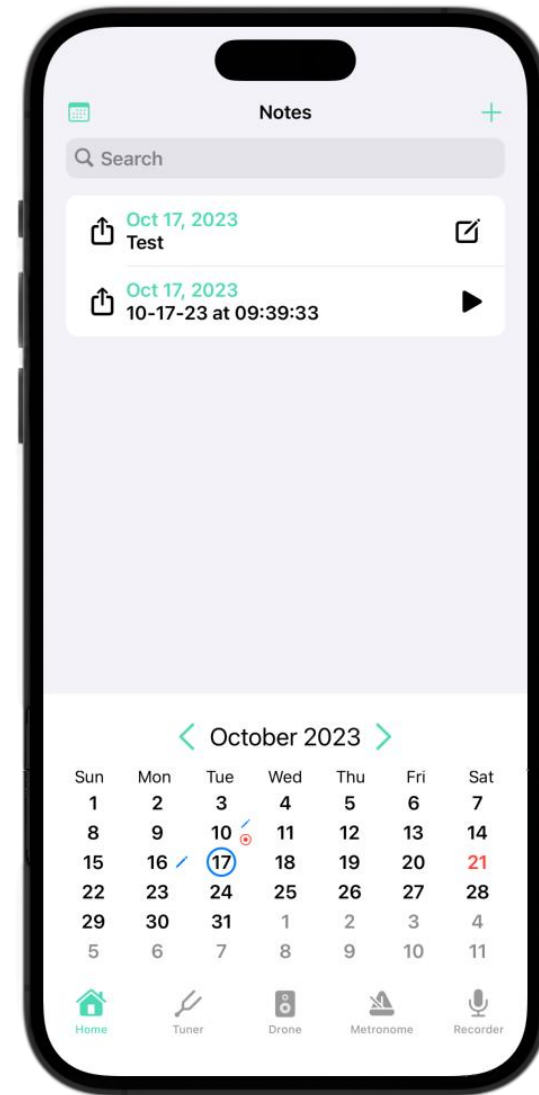 Notes
Search
Oct 17, 2023
Test
Oct 17, 2023
10-17-23 at 09:39:33
October 2023
Sun Mon Tue Wed Thu Fri Sat
1 2 3 4 5 6 7
8 9 10 11 12 13 14
15 16 17 18 19 20 21
22 23 24 25 26 27 28
29 30 31 1 2 3 4
5 6 7 8 9 10 11
Home Tuner Drone Metronome Recorder